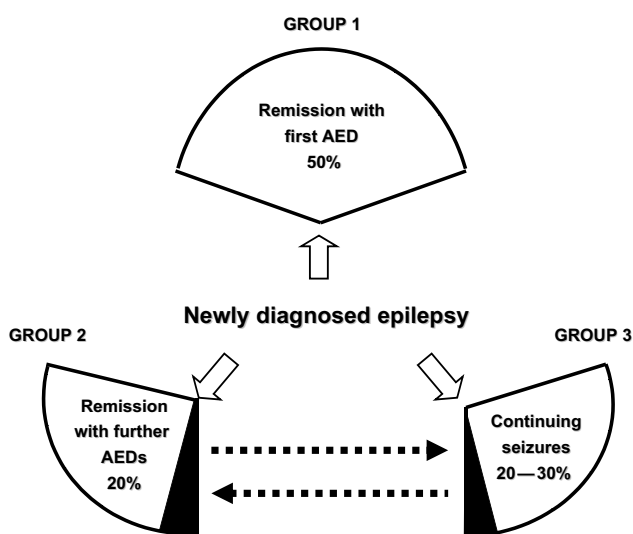 GROUP 1
Remission with
first AED
50%
Newly diagnosed epilepsy
GROUP 2
GROUP 3
Remission
with further
AEDs
20%
Continuing
seizures
20—30%